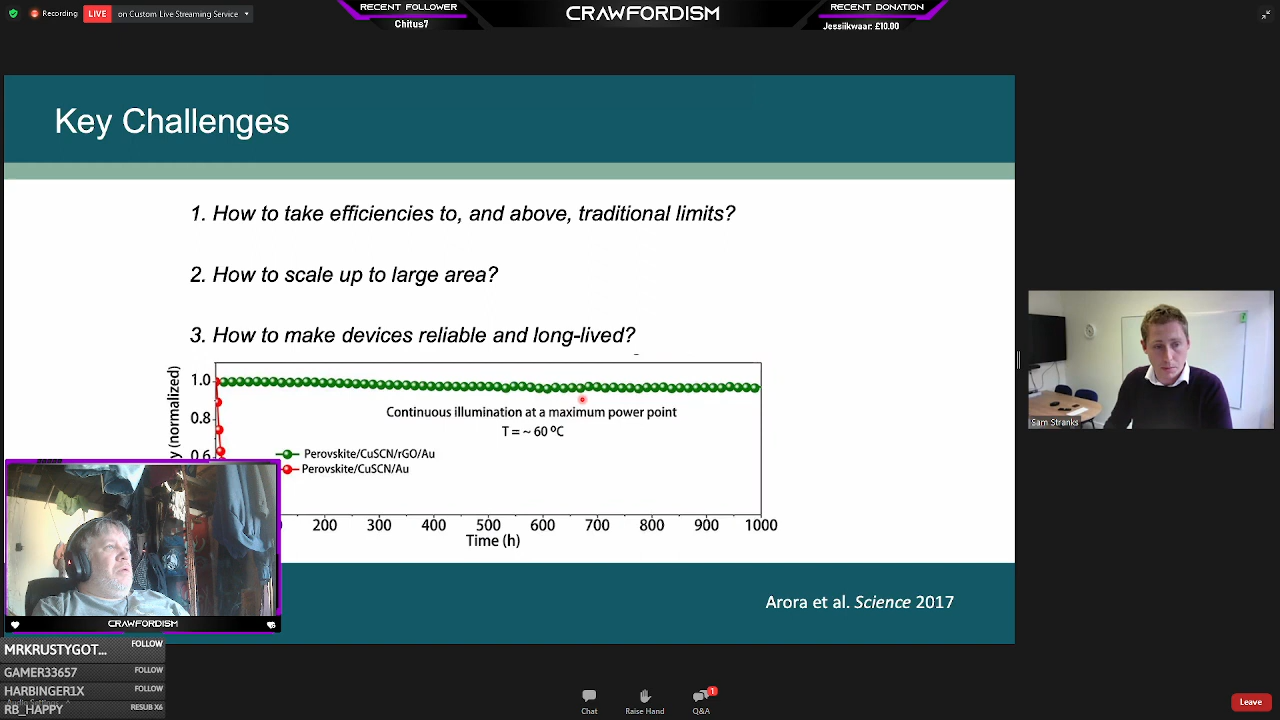 Recording
LIVE
on Custom Live Streaming Service
RECENT FOLLOWER
Chitus7
CRAWFORDISM
RECENT DONATION
Jessiikwaar: £10.00
Key Challenges
1. How to take efficiencies to, and above, traditional limits?
2. How to scale up to large area?
3. How to make devices reliable and long-lived?
y (normalized)
1.0
0.8
0.6
Continuous illumination at a maximum power point
T = ~ 60 ºC
Perovskite/CuSCN/rGO/Au
Perovskite/CuSCN/Au
200 300 400 500 600 700 800 900 1000
Time (h)
Arora et al. Science 2017
Sam Stranks
CRAWFORDISM
MRKRUSTYGOT... FOLLOW
GAMER33657 FOLLOW
HARBINGER1X FOLLOW
Audio Settings
RB_HAPPY RESUB X6
Chat
Raise Hand
1
Q&A
Leave